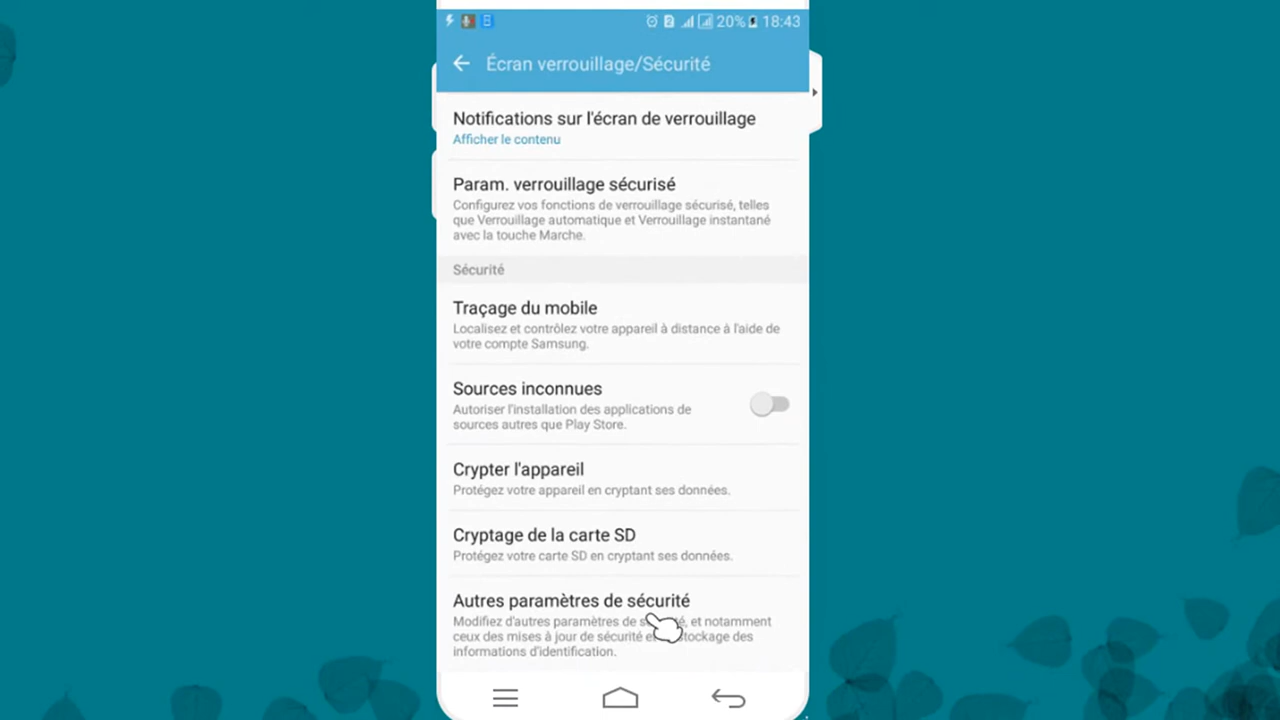 20% 18:43
Écran verrouillage/Sécurité
Notifications sur l'écran de verrouillage
Afficher le contenu
Param. verrouillage sécurisé
Configurez vos fonctions de verrouillage sécurisé, telles
que Verrouillage automatique et Verrouillage instantané
avec la touche Marche.
Sécurité
Traçage du mobile
Localisez et contrôlez votre appareil à distance à l'aide de
votre compte Samsung.
Sources inconnues
Autoriser l'installation des applications de
sources autres que Play Store.
Crypter l'appareil
Protégez votre appareil en cryptant ses données.
Cryptage de la carte SD
Protégez votre carte SD en cryptant ses données.
Autres paramètres de sécurité
Modifiez d'autres paramètres de et notamment
ceux des mises à jour de sécurité
informations d'identification.